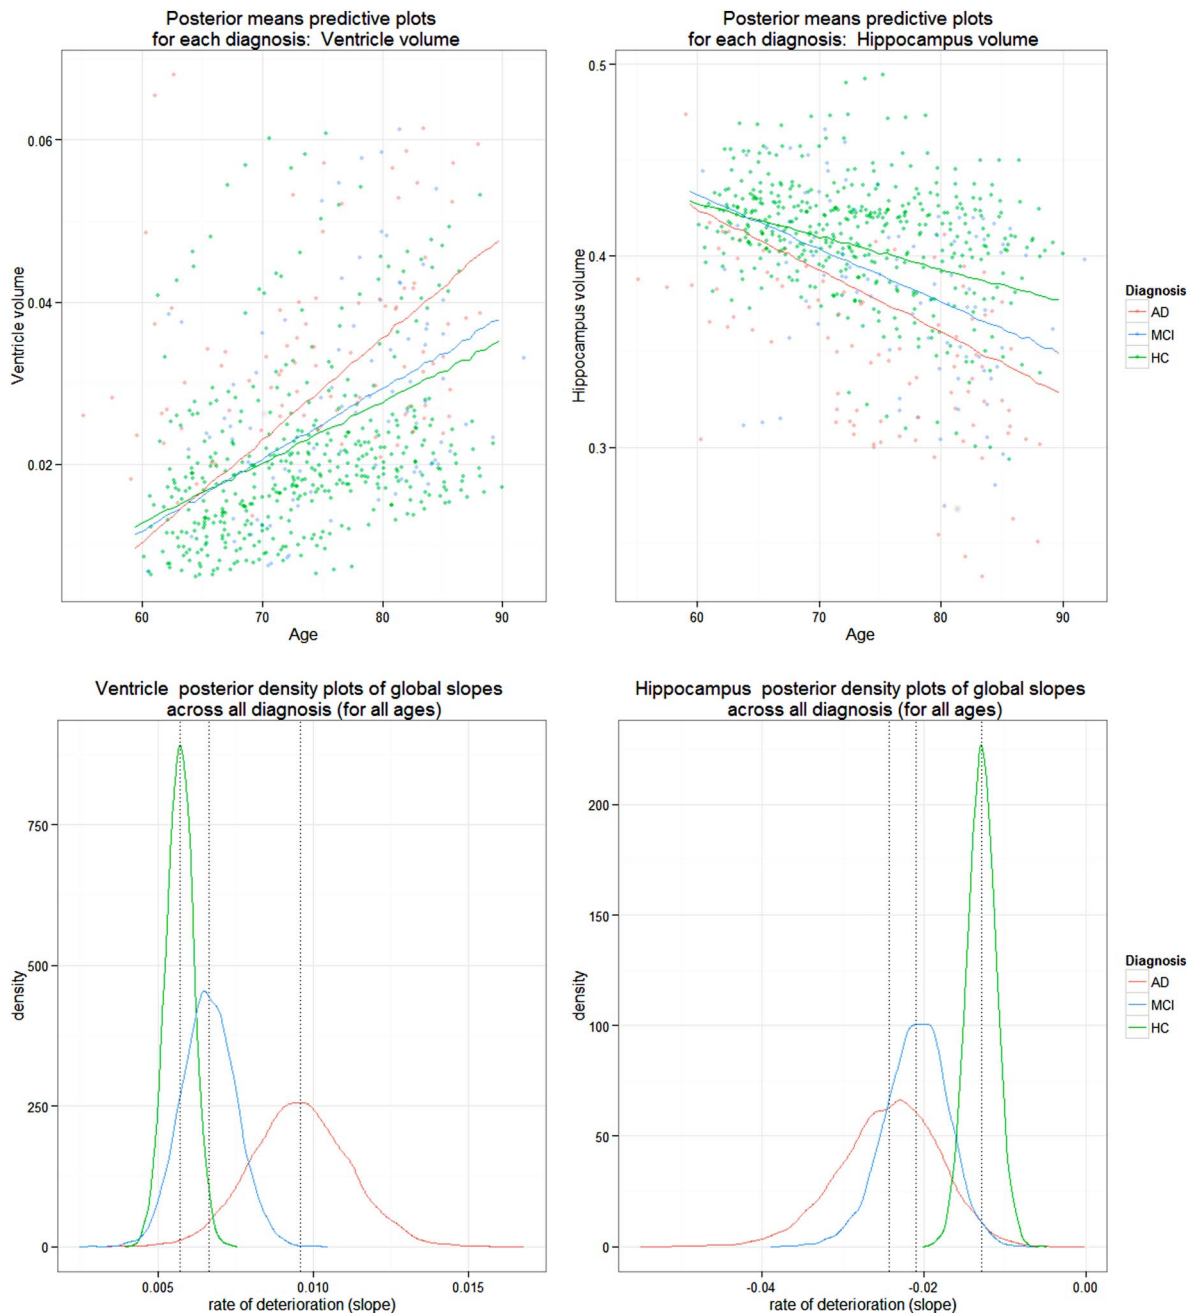 Posterior means predictive plots
for each diagnosis: Ventricle volume
Ventricle volume
0.06
0.04
0.02
60
70
80
90
Age
Posterior means predictive plots
for each diagnosis: Hippocampus volume
Hippocampus volume
0.5
0.4
0.3
60
70
80
90
Age
Diagnosis
AD
MCI
HC
Ventricle posterior density plots of global slopes
across all diagnosis (for all ages)
density
750
500
250
0
0.005
0.010
0.015
rate of deterioration (slope)
Hippocampus posterior density plots of global slopes
across all diagnosis (for all ages)
density
200
150
100
50
0
-0.04
-0.02
0.00
rate of deterioration (slope)
Diagnosis
AD
MCI
HC